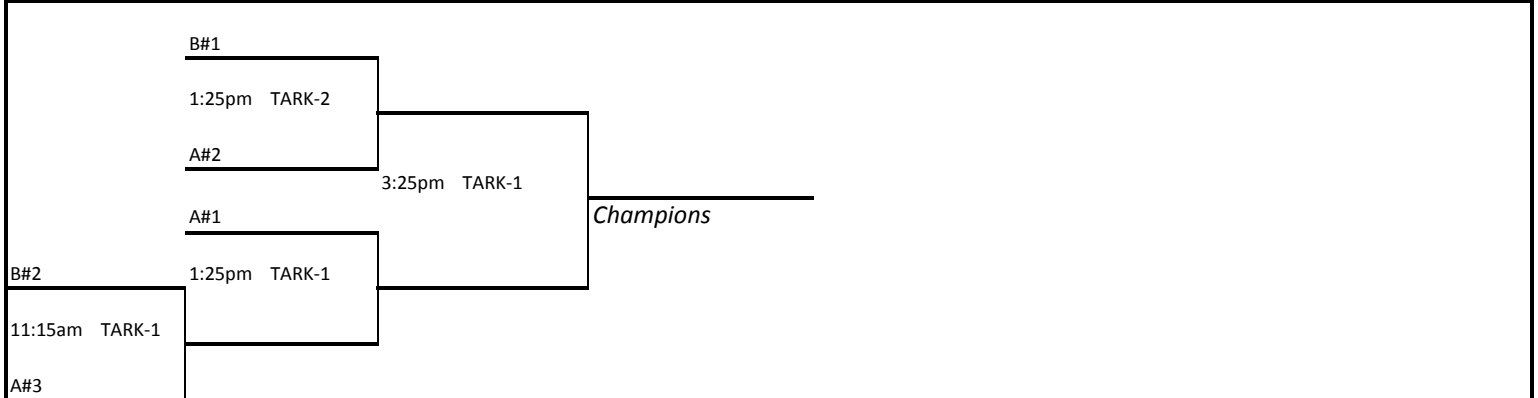 B#1
1:25pm TARK-2
A#2
3:25pm TARK-1
A#1
Champions
B#2
1:25pm TARK-1
11:15am TARK-1
A#3